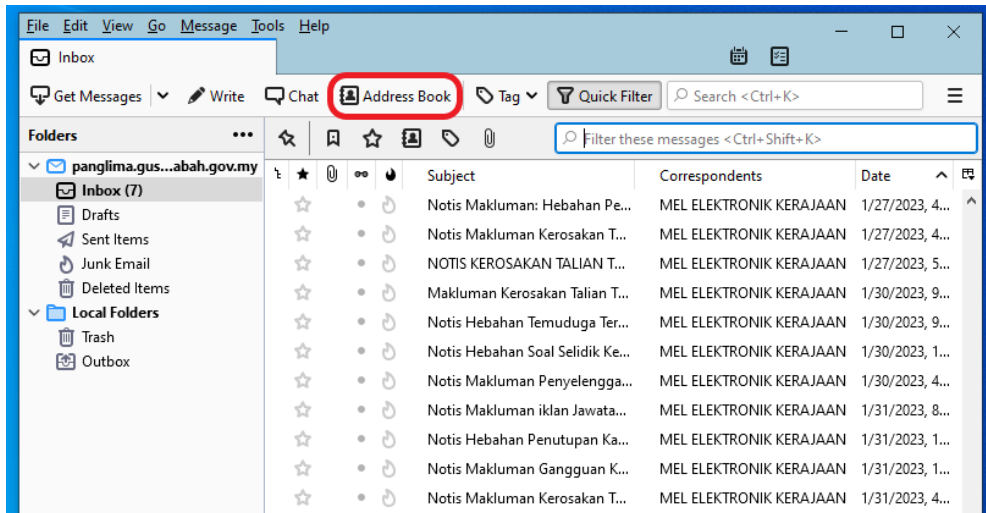 File Edit View Go Message Tools Help
Inbox
Get Messages Write Chat Address Book Tag Quick Filter Search <Ctrl+K>
Folders
Filter these messages <Ctrl+Shift+K>
panglima.gus...abah.gov.my
Subject Correspondents Date
Inbox (7)
Drafts
Sent Items
Junk Email
Deleted Items
Local Folders
Trash
Outbox
Notis Makluman: Hebahan Pe... MEL ELEKTRONIK KERAJAAN 1/27/2023, 4...
Notis Makluman Kerosakan T... MEL ELEKTRONIK KERAJAAN 1/27/2023, 4...
NOTIS KEROSAKAN TALIAN T... MEL ELEKTRONIK KERAJAAN 1/27/2023, 5...
Makluman Kerosakan Talian T... MEL ELEKTRONIK KERAJAAN 1/30/2023, 9...
Notis Hebahan Temuduga Ter... MEL ELEKTRONIK KERAJAAN 1/30/2023, 9...
Notis Hebahan Soal Selidik Ke... MEL ELEKTRONIK KERAJAAN 1/30/2023, 1...
Notis Makluman Penyelengga... MEL ELEKTRONIK KERAJAAN 1/30/2023, 4...
Notis Makluman iklan Jawata... MEL ELEKTRONIK KERAJAAN 1/31/2023, 8...
Notis Hebahan Penutupan Ka... MEL ELEKTRONIK KERAJAAN 1/31/2023, 1...
Notis Makluman Gangguan K... MEL ELEKTRONIK KERAJAAN 1/31/2023, 1...
Notis Makluman Kerosakan T... MEL ELEKTRONIK KERAJAAN 1/31/2023, 4...